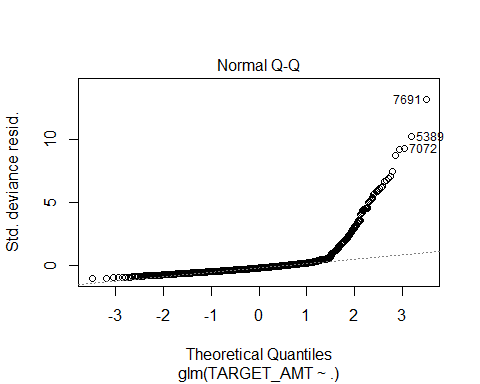 Normal Q-Q
Std. deviance resid.
10
5
0
7691
5389
7072
-3 -2 -1 0 1 2 3
Theoretical Quantiles
glm(TARGET_AMT ~ .)